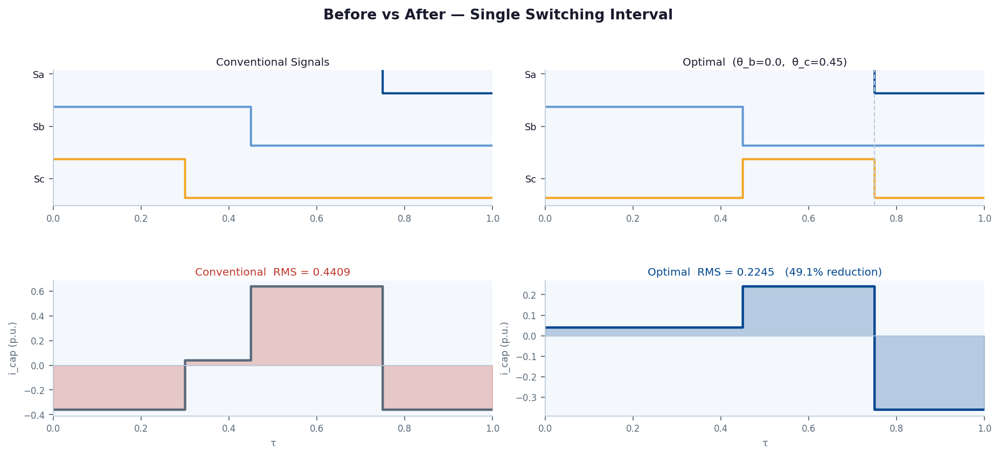 Before vs After — Single Switching Interval
Conventional Signals
Sa
Sb
Sc
0.0 0.2 0.4 0.6 0.8 1.0
Optimal (θ_b=0.0, θ_c=0.45)
Sa
Sb
Sc
0.0 0.2 0.4 0.6 0.8 1.0
Conventional RMS = 0.4409
i_cap (p.u.)
0.6
0.4
0.2
0.0
−0.2
−0.4
0.0 0.2 0.4 0.6 0.8 1.0
τ
Optimal RMS = 0.2245 (49.1% reduction)
i_cap (p.u.)
0.2
0.1
0.0
−0.1
−0.2
−0.3
0.0 0.2 0.4 0.6 0.8 1.0
τ